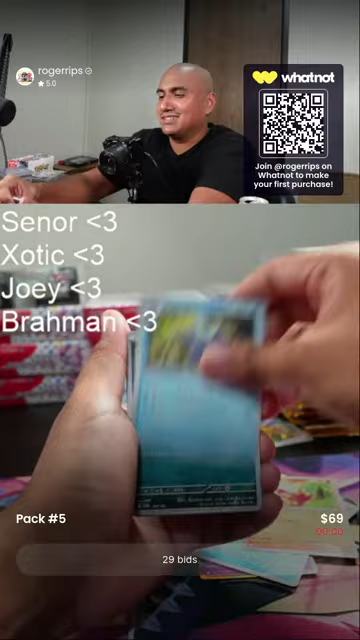 rogerrips
★ 5.0
whatnot
Join @rogerrips on
Whatnot to make
your first purchase!
Senor <3
Xotic <3
Joey <3
Brahman <3
Pack #5
$69
29 bids